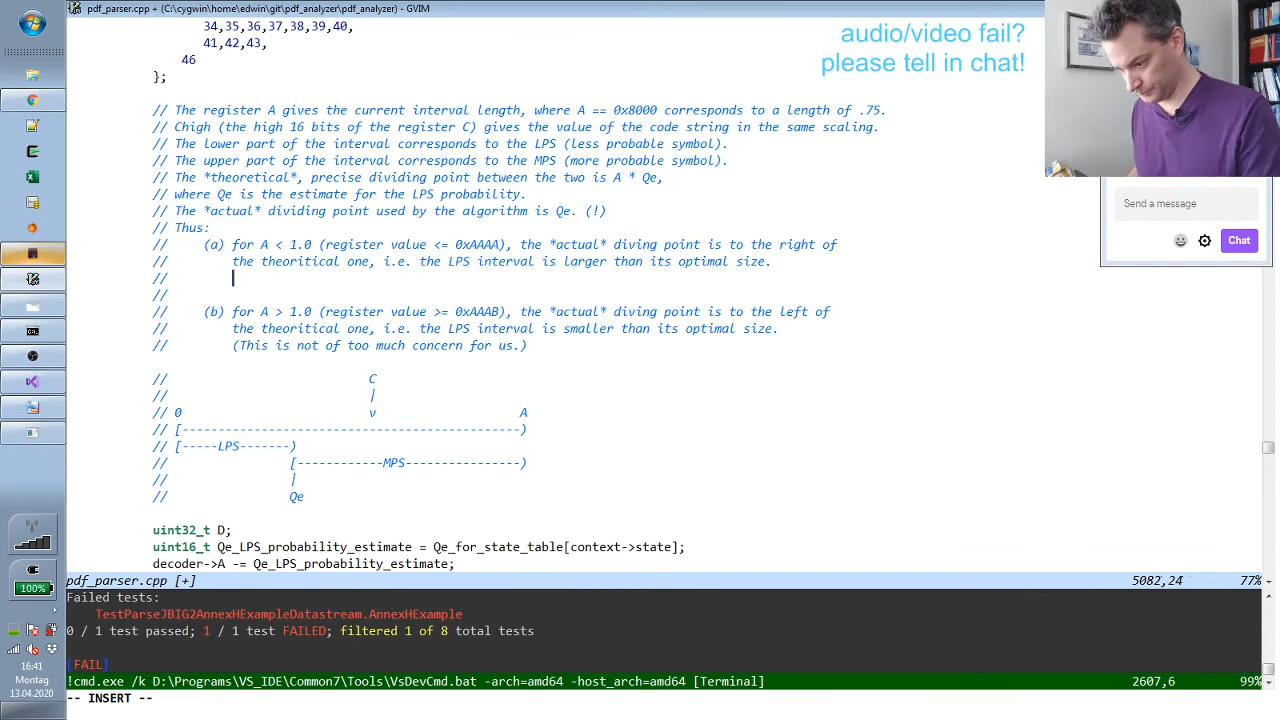 pdf_parser.cpp + (C:\cygwin\home\edwin\git\pdf_analyzer\pdf_analyzer) - GVIM
34,35,36,37,38,39,40,
41,42,43,
46
};
audio/video fail?
please tell in chat!
// The register A gives the current interval length, where A == 0x8000 corresponds to a length of .75.
// Chigh (the high 16 bits of the register C) gives the value of the code string in the same scaling.
// The lower part of the interval corresponds to the LPS (less probable symbol).
// The upper part of the interval corresponds to the MPS (more probable symbol).
// The *theoretical*, precise dividing point between the two is A * Qe,
// where Qe is the estimate for the LPS probability.
// The *actual* dividing point used by the algorithm is Qe. (!)
// Thus:
//     (a) for A < 1.0 (register value <= 0xAAAA), the *actual* diving point is to the right of
//         the theoritical one, i.e. the LPS interval is larger than its optimal size.
//
//
//     (b) for A > 1.0 (register value >= 0xAAAB), the *actual* diving point is to the left of
//         the theoritical one, i.e. the LPS interval is smaller than its optimal size.
//         (This is not of too much concern for us.)
//                            C
//                            |
// 0                          v                    A
// [-----------------------------------------------)
// [-----LPS-------)
//                 [------------MPS----------------)
//                 |
//                 Qe
uint32_t D;
uint16_t Qe_LPS_probability_estimate = Qe_for_state_table[context->state];
decoder->A -= Qe_LPS_probability_estimate;
pdf_parser.cpp [+] 5082,24 77%
Failed tests:
TestParseJBIG2AnnexHExampleDatastream.AnnexHExample
0 / 1 test passed; 1 / 1 test FAILED; filtered 1 of 8 total tests
[FAIL]
!cmd.exe /k D:\Programs\VS_IDE\Common7\Tools\VsDevCmd.bat -arch=amd64 -host_arch=amd64 [Terminal] 2607,6 99%
-- INSERT --
Send a message
Chat
100%
16:41
Montag
13.04.2020